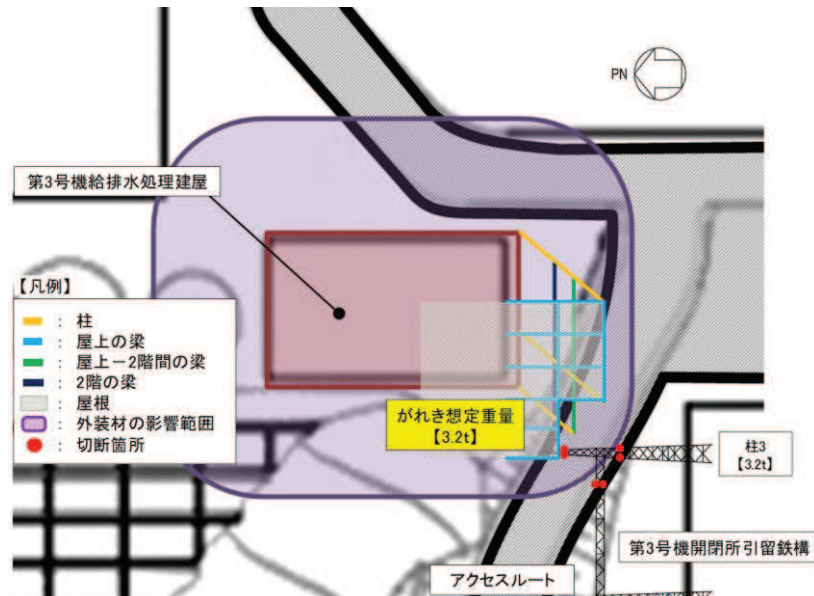 PN
第3号機給排水処理建屋
【凡例】
：柱
：屋上の梁
：屋上－2階間の梁
：2階の梁
：屋根
：外装材の影響範囲
：切断箇所
がれき想定重量
【3.2t】
柱3
【3.2t】
第3号機開閉所引留鉄構
アクセスルート